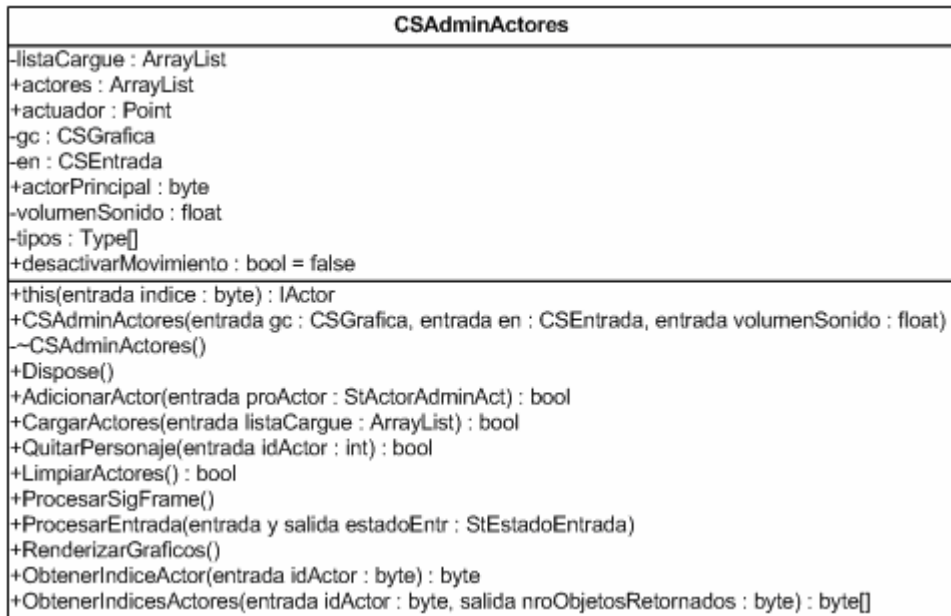 CSAdminActores
-listaCargue : ArrayList
+actores : ArrayList
+actuador : Point
-gc : CSGrafica
-en : CSEntrada
+actorPrincipal : byte
-volumenSonido : float
-tipos : Type[]
+desactivarMovimiento : bool = false
+this(entrada indice : byte) : IActor
+CSAdminActores(entrada gc : CSGrafica, entrada en : CSEntrada, entrada volumenSonido : float)
-~CSAdminActores()
+Dispose()
+AdicionarActor(entrada proActor : StActorAdminAct) : bool
+CargarActores(entrada listaCargue : ArrayList) : bool
+QuitarPersonaje(entrada idActor : int) : bool
+LimpiarActores() : bool
+ProcesarSigFrame()
+ProcesarEntrada(entrada y salida estadoEntr : StEstadoEntrada)
+RenderizarGraficos()
+ObtenerIndiceActor(entrada idActor : byte) : byte
+ObtenerIndicesActores(entrada idActor : byte, salida nroObjetosRetornados : byte) : byte[]